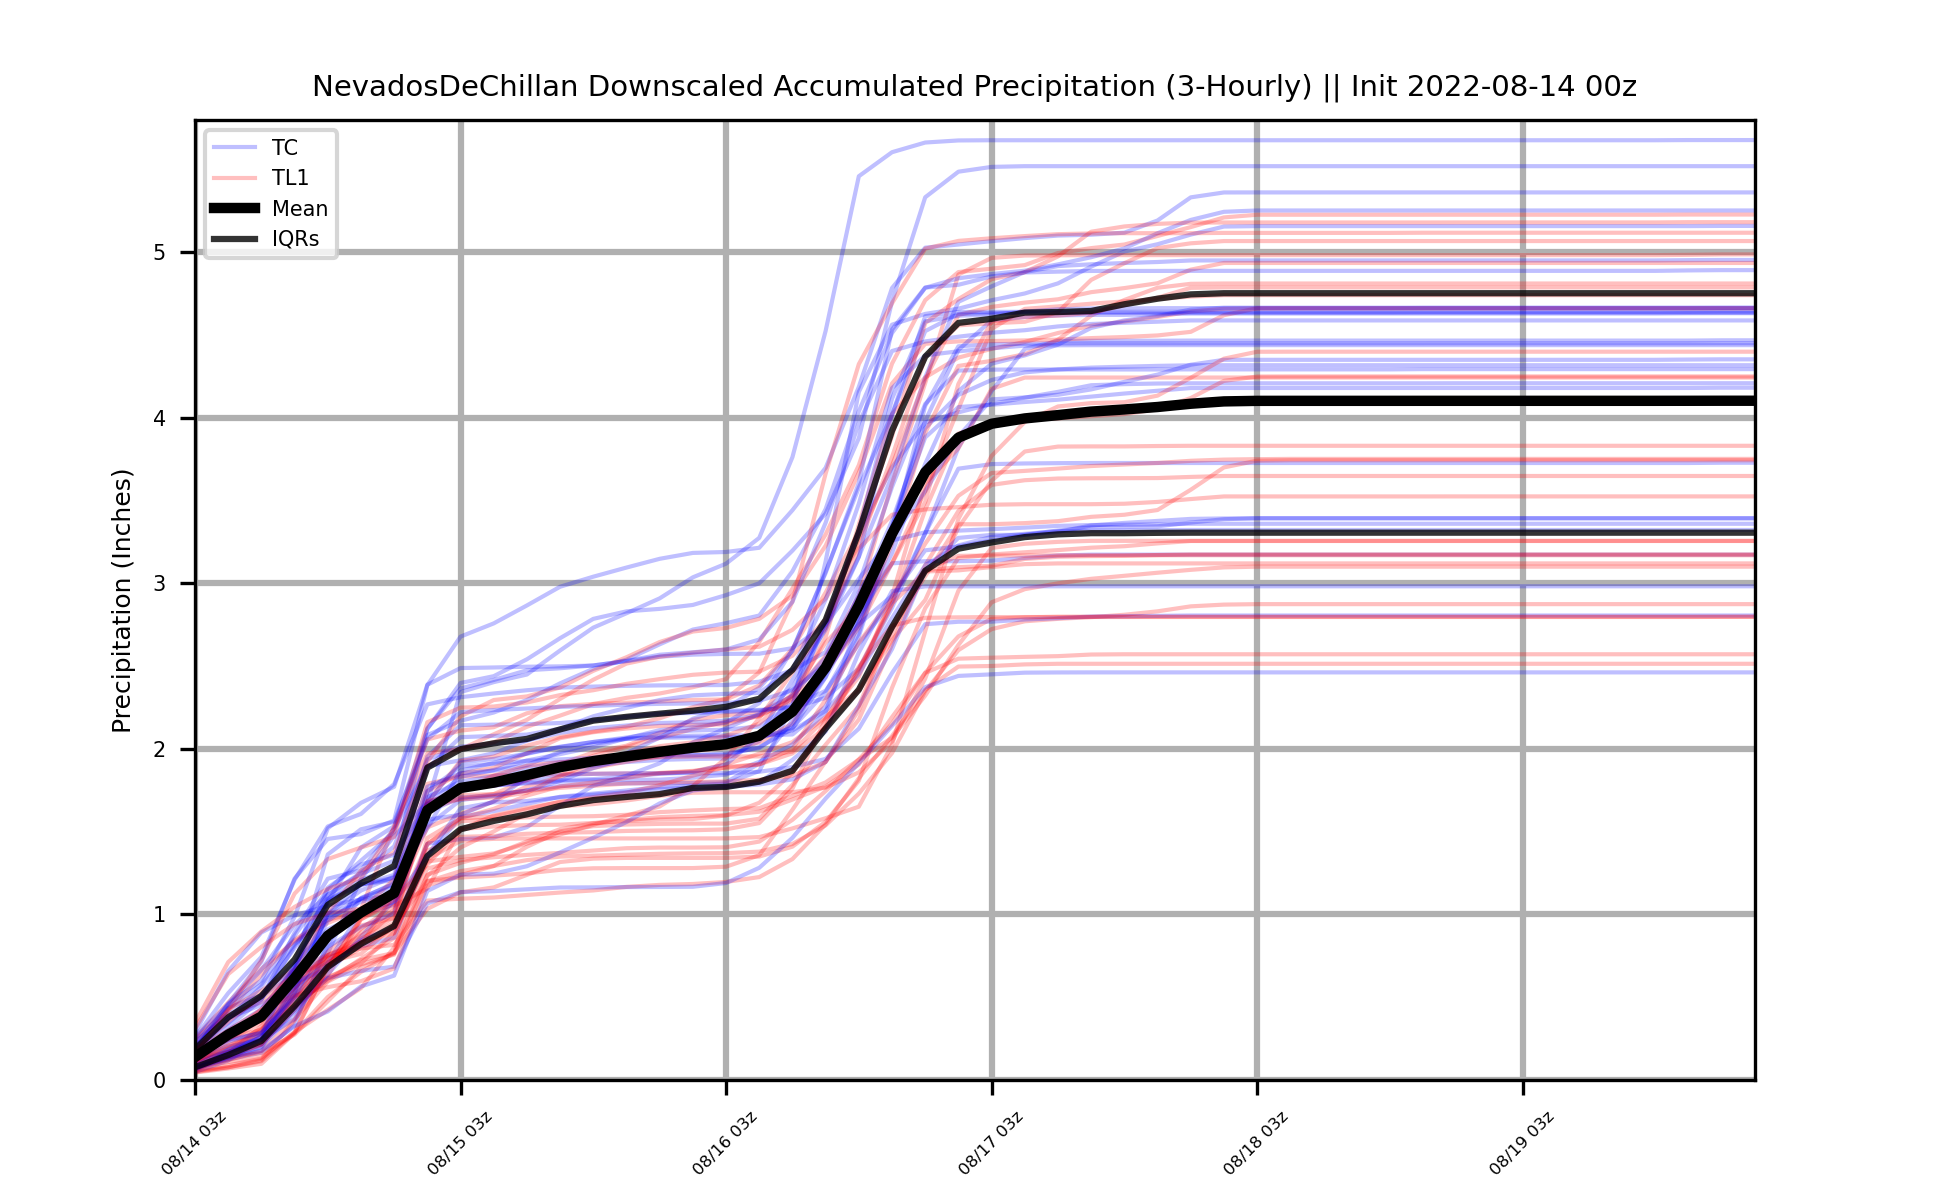 NevadosDeChillan Downscaled Accumulated Precipitation (3-Hourly) || Init 2022-08-14 00z
TC
TL1
Mean
IQRs
Precipitation (Inches)
5
4
3
2
1
0
08/14 03z
08/15 03z
08/16 03z
08/17 03z
08/18 03z
08/19 03z